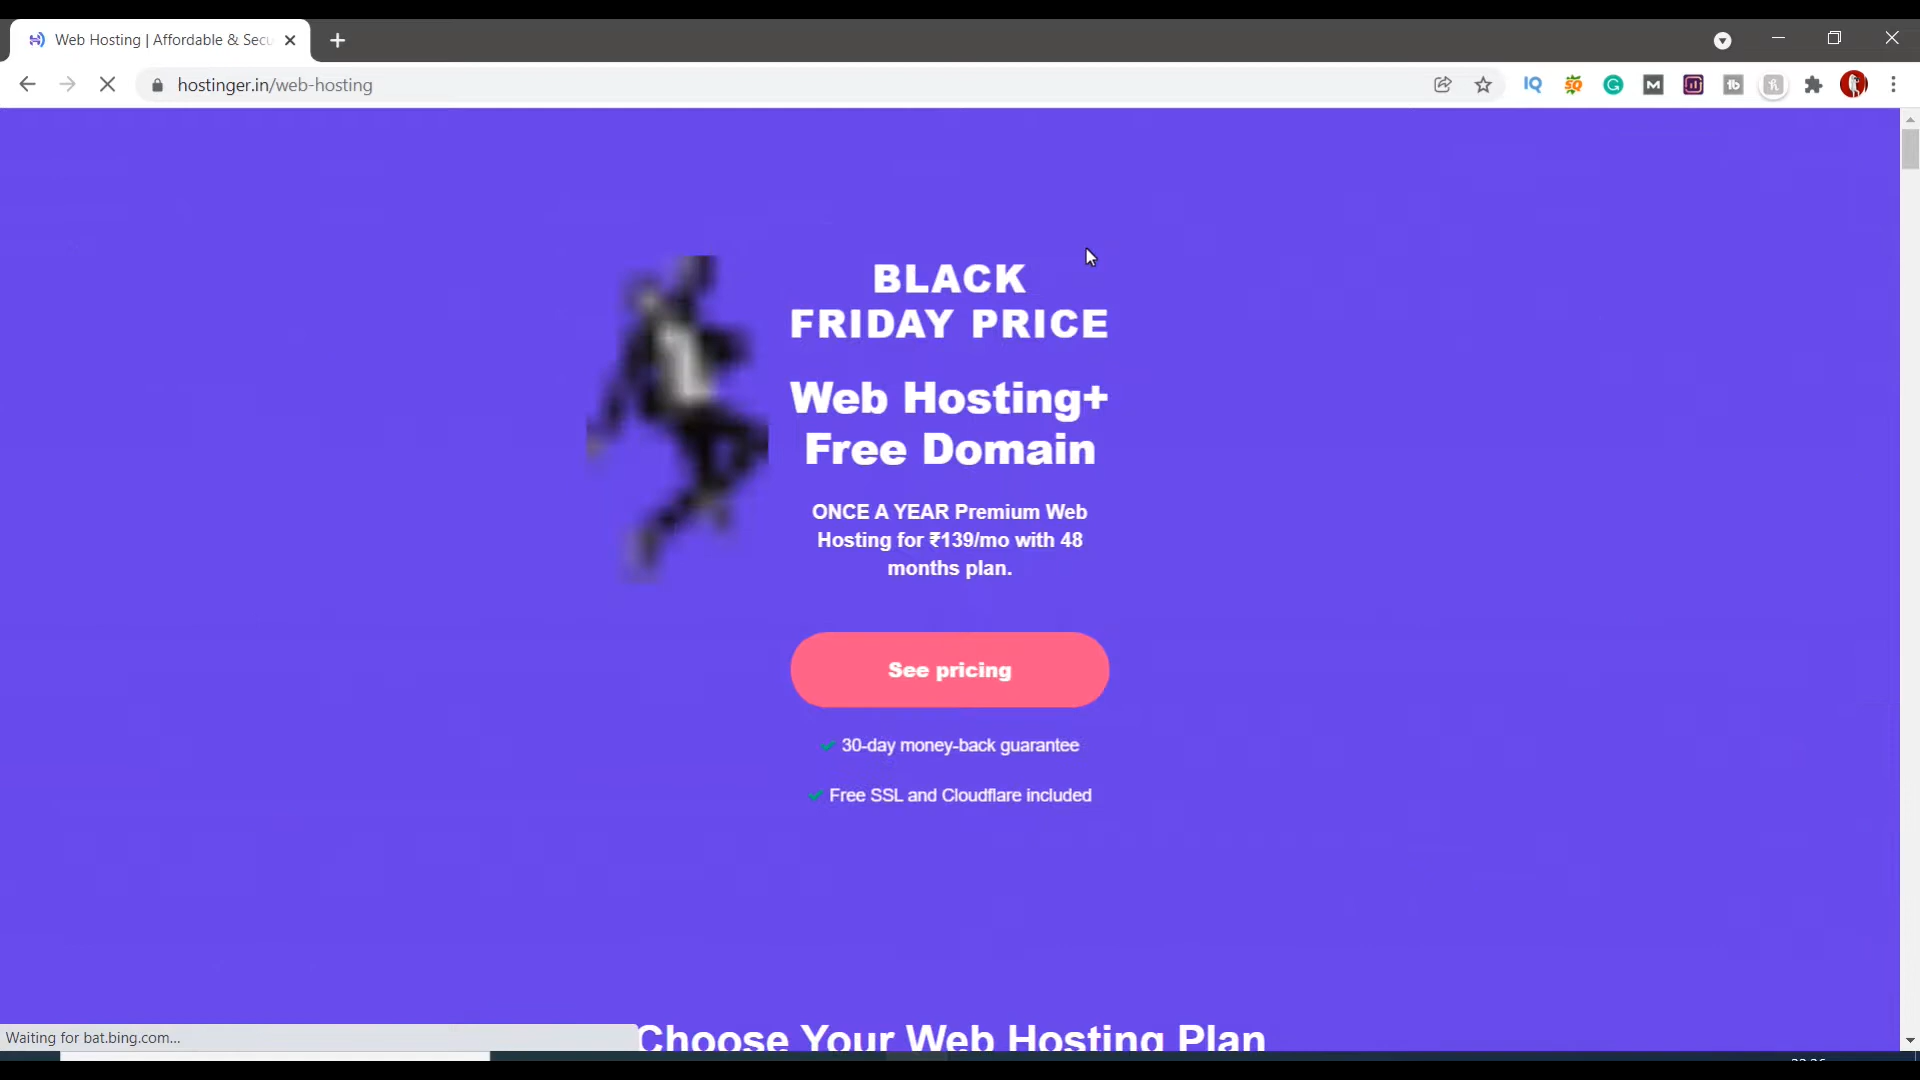 Web Hosting | Affordable & Secu
hostinger.in/web-hosting
BLACK
FRIDAY PRICE
Web Hosting+
Free Domain
ONCE A YEAR Premium Web
Hosting for ₹139/mo with 48
months plan.
See pricing
30-day money-back guarantee
Free SSL and Cloudflare included
Choose Your Web Hosting Plan
Waiting for bat.bing.com...